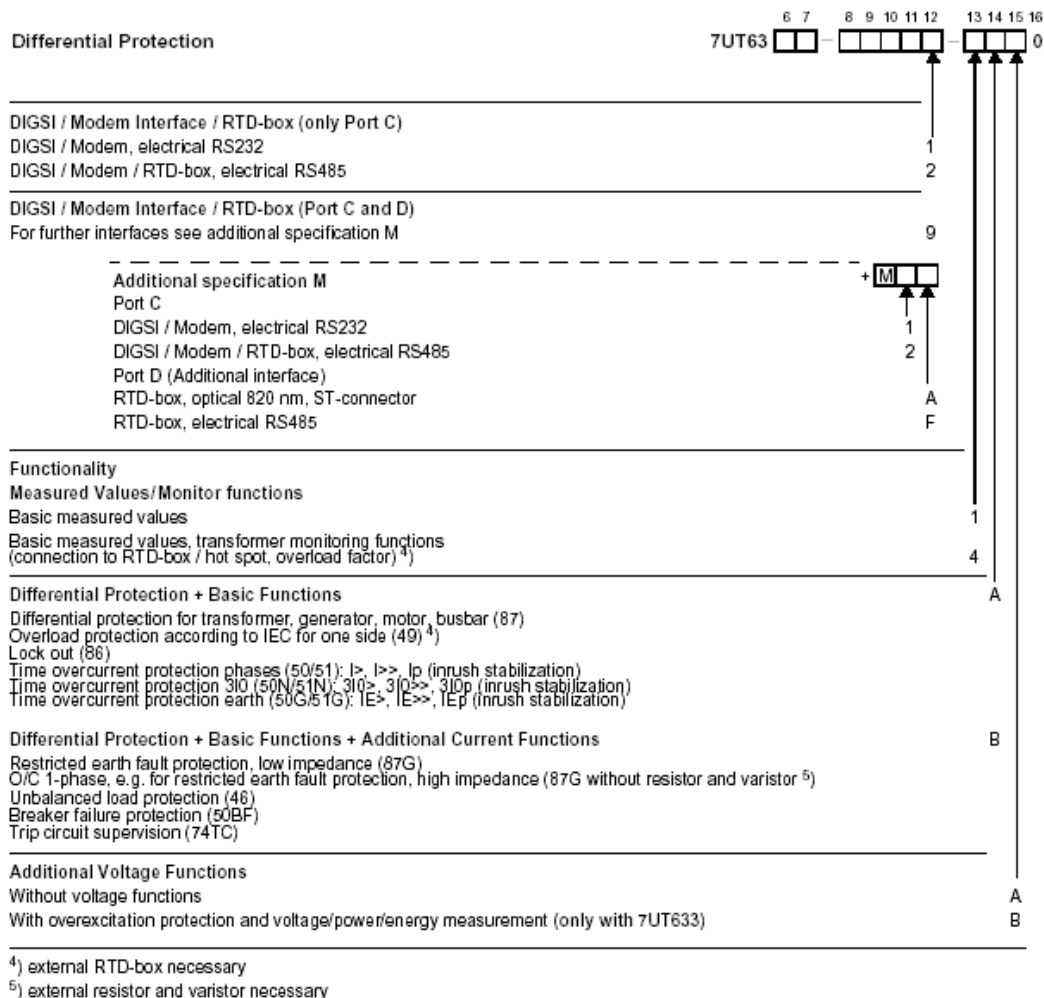 6 7 8 9 10 11 12 13 14 15 16
Differential Protection 7UT63 - - 0
DIGSI / Modem Interface / RTD-box (only Port C)
DIGSI / Modem, electrical RS232 1
DIGSI / Modem / RTD-box, electrical RS485 2
DIGSI / Modem Interface / RTD-box (Port C and D)
For further interfaces see additional specification M 9
Additional specification M + M
Port C
DIGSI / Modem, electrical RS232 1
DIGSI / Modem / RTD-box, electrical RS485 2
Port D (Additional interface)
RTD-box, optical 820 nm, ST-connector A
RTD-box, electrical RS485 F
Functionality
Measured Values/Monitor functions
Basic measured values 1
Basic measured values, transformer monitoring functions
(connection to RTD-box / hot spot, overload factor) 4) 4
Differential Protection + Basic Functions A
Differential protection for transformer, generator, motor, busbar (87)
Overload protection according to IEC for one side (49) 4)
Lock out (86)
Time overcurrent protection phases (50/51): I>, I>>, Ip (inrush stabilization)
Time overcurrent protection 3I0 (50N/51N): 3I0>, 3I0>>, 3I0p (inrush stabilization)
Time overcurrent protection earth (50G/51G): IE>, IE>>, IEp (inrush stabilization)
Differential Protection + Basic Functions + Additional Current Functions B
Restricted earth fault protection, low impedance (87G)
O/C 1-phase, e.g. for restricted earth fault protection, high impedance (87G without resistor and varistor 5)
Unbalanced load protection (46)
Breaker failure protection (50BF)
Trip circuit supervision (74TC)
Additional Voltage Functions
Without voltage functions A
With overexcitation protection and voltage/power/energy measurement (only with 7UT633) B
4) external RTD-box necessary
5) external resistor and varistor necessary